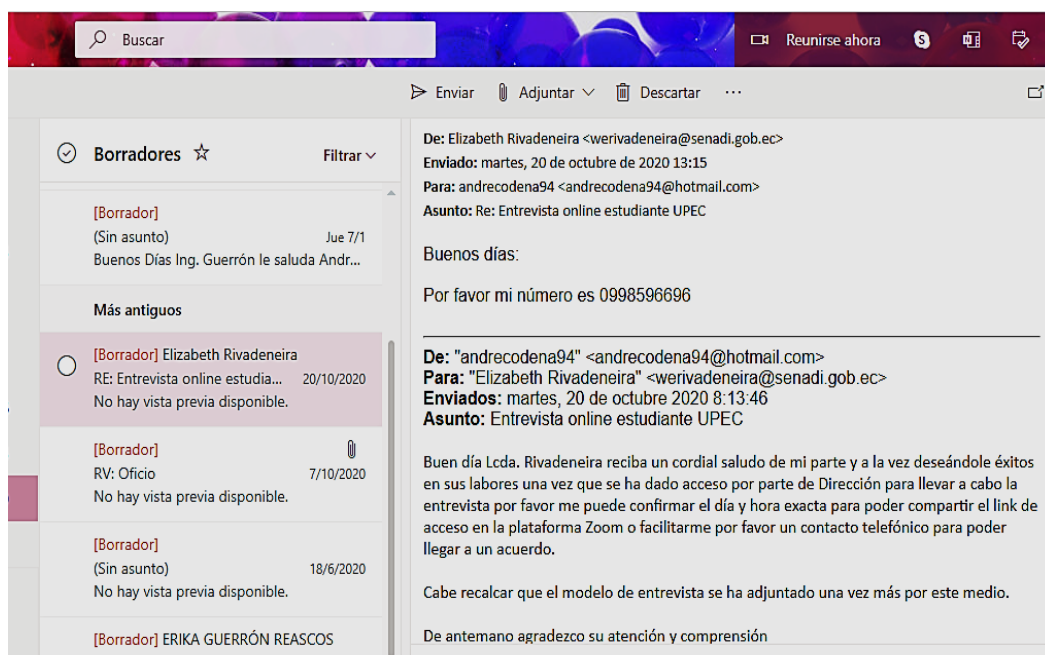 Buscar
Reunirse ahora
Enviar Adjuntar Descartar ...
Borradores Filtrar
[Borrador]
(Sin asunto) Jue 7/1
Buenos Días Ing. Guerrón le saluda Andr...
Más antiguos
[Borrador] Elizabeth Rivadeneira
RE: Entrevista online estudia... 20/10/2020
No hay vista previa disponible.
[Borrador]
RV: Oficio 7/10/2020
No hay vista previa disponible.
[Borrador]
(Sin asunto) 18/6/2020
No hay vista previa disponible.
[Borrador] ERIKA GUERRÓN REASCOS
De: Elizabeth Rivadeneira <werivadeneira@senadi.gob.ec>
Enviado: martes, 20 de octubre de 2020 13:15
Para: andrecodena94 <andrecodena94@hotmail.com>
Asunto: Re: Entrevista online estudiante UPEC
Buenos días:
Por favor mi número es 0998596696
De: "andrecodena94" <andrecodena94@hotmail.com>
Para: "Elizabeth Rivadeneira" <werivadeneira@senadi.gob.ec>
Enviados: martes, 20 de octubre 2020 8:13:46
Asunto: Entrevista online estudiante UPEC
Buen día Lcda. Rivadeneira reciba un cordial saludo de mi parte y a la vez deseándole éxitos
en sus labores una vez que se ha dado acceso por parte de Dirección para llevar a cabo la
entrevista por favor me puede confirmar el día y hora exacta para poder compartir el link de
acceso en la plataforma Zoom o facilitarme por favor un contacto telefónico para poder
llegar a un acuerdo.
Cabe recalcar que el modelo de entrevista se ha adjuntado una vez más por este medio.
De antemano agradezco su atención y comprensión